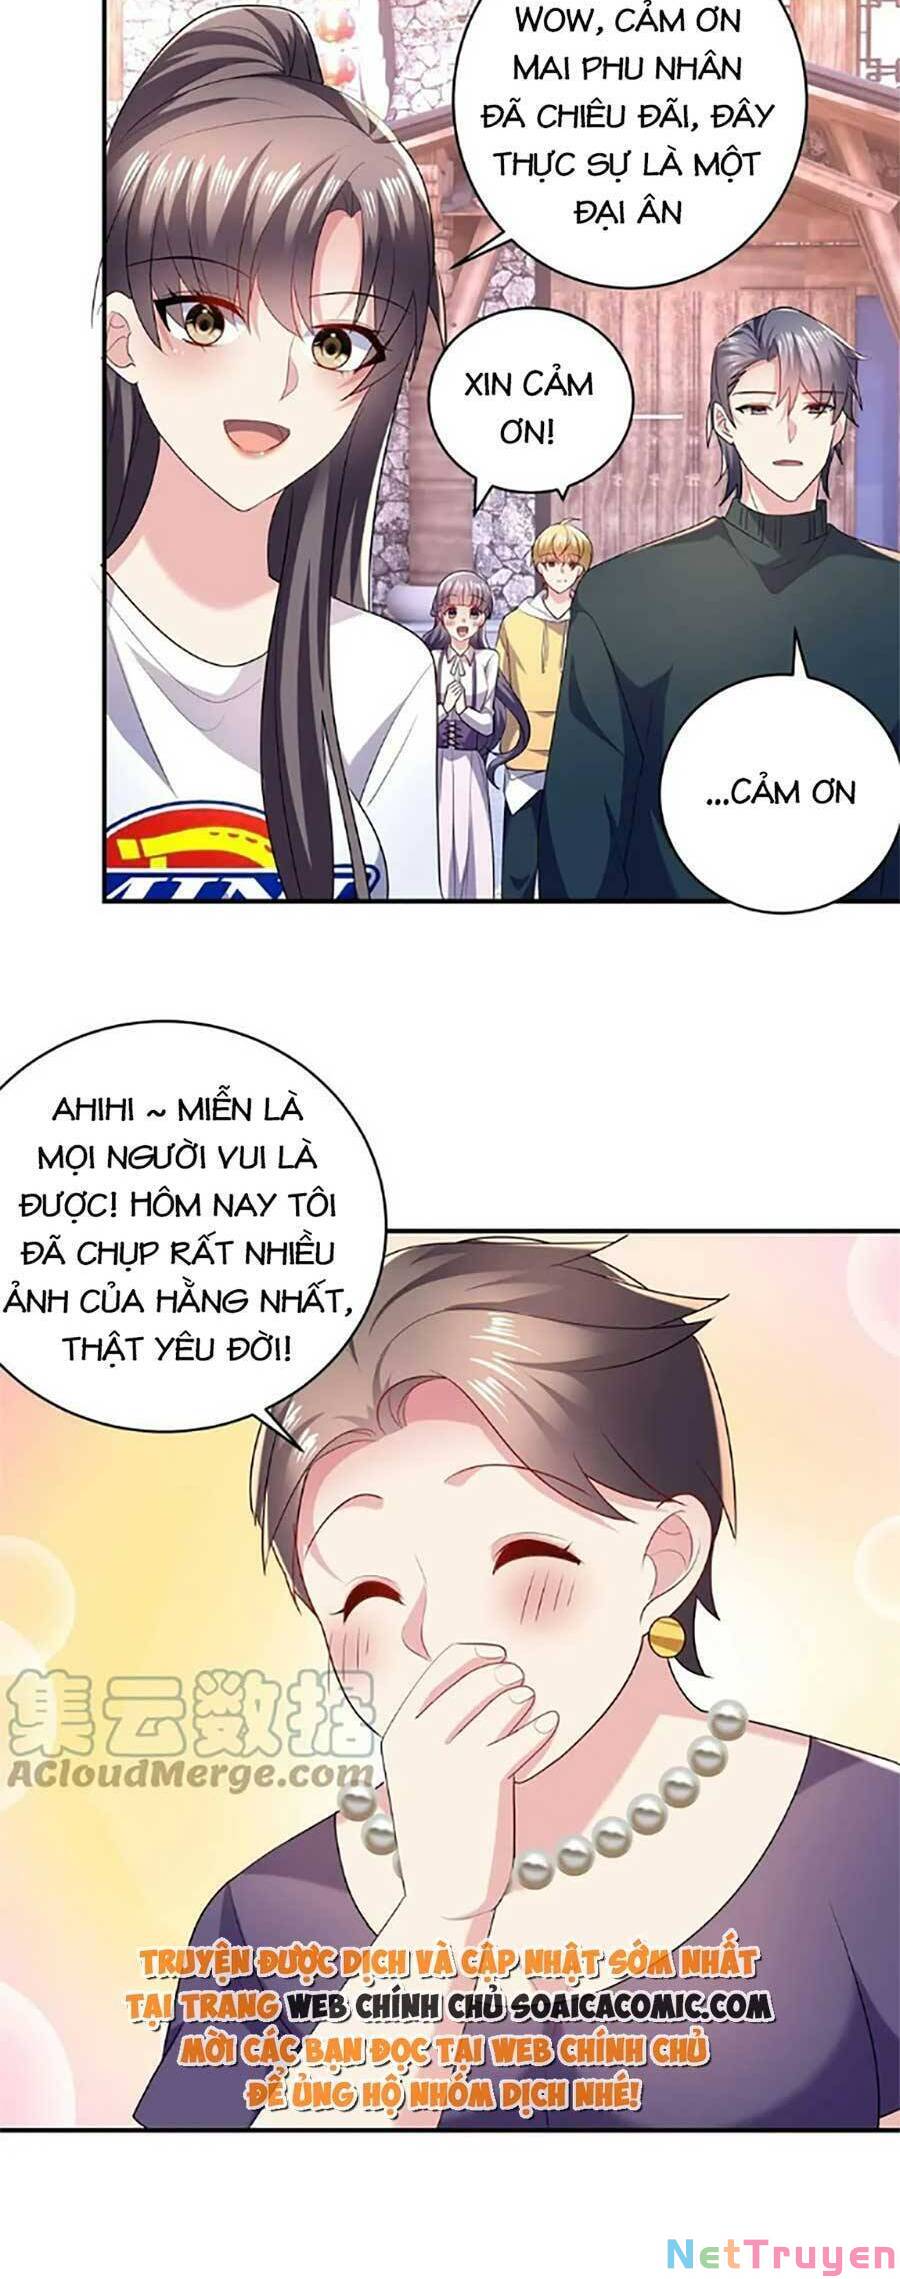 WOW, CẢM ƠN
MAI PHU NHÂN
ĐÃ CHIÊU ĐÃI, ĐÂY
THỰC SỰ LÀ MỘT
ĐẠI ÂN
XIN CẢM
ƠN!
...CẢM ƠN
AHIHI ~ MIỄN LÀ
MỌI NGƯỜI VUI LÀ
ĐƯỢC! HÔM NAY TÔI
ĐÃ CHỤP RẤT NHIỀU
ẢNH CỦA HẰNG NHẤT,
THẬT YÊU ĐỜI!
集云数据
ACloudMerge.com
TRUYỆN ĐƯỢC DỊCH VÀ CẬP NHẬT SỚM NHẤT
TẠI TRANG WEB CHÍNH CHỦ SOAICACOMIC.COM
MỜI CÁC BẠN ĐỌC TẠI WEB CHÍNH CHỦ
ĐỂ ỦNG HỘ NHÓM DỊCH NHÉ!
NetTruyen